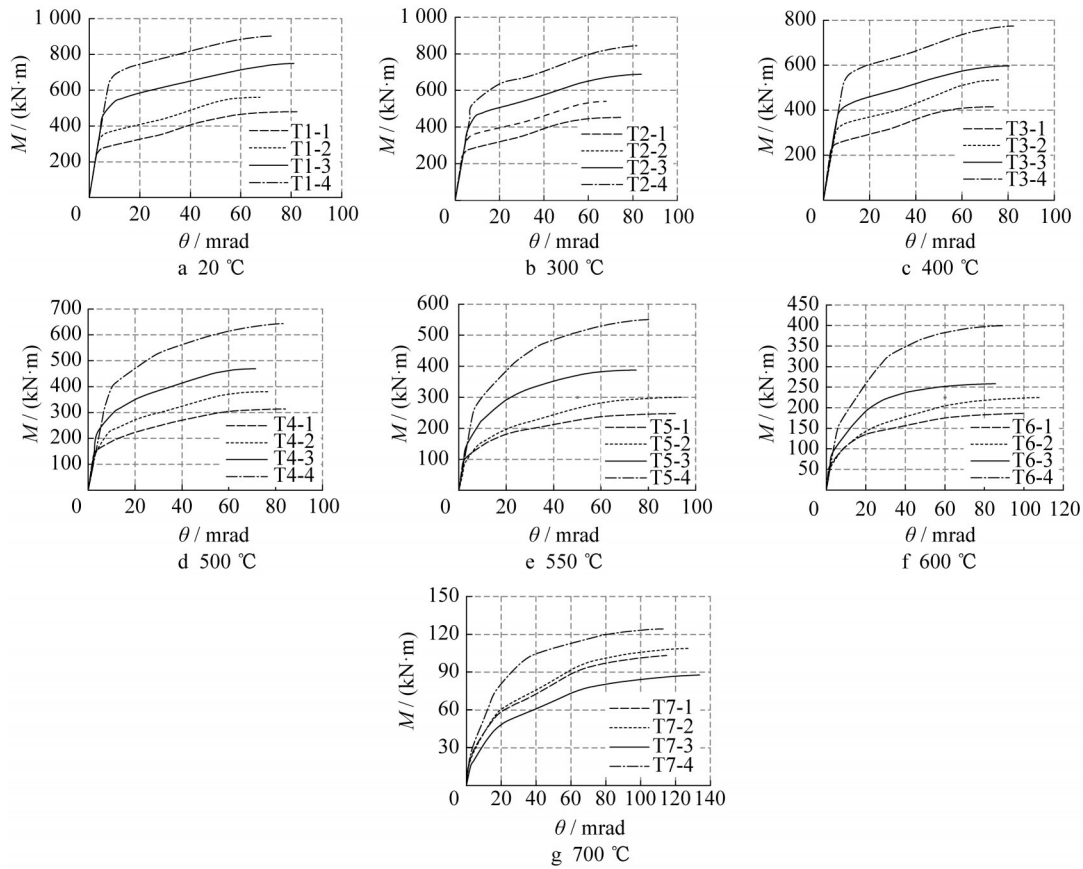 1 000
800
600
400
200
0
20
40
60
80
100
M / (kN·m)
θ / mrad
T1-1
T1-2
T1-3
T1-4
a 20 ℃
1 000
800
600
400
200
0
20
40
60
80
100
M / (kN·m)
θ / mrad
T2-1
T2-2
T2-3
T2-4
b 300 ℃
800
600
400
200
0
20
40
60
80
100
M / (kN·m)
θ / mrad
T3-1
T3-2
T3-3
T3-4
c 400 ℃
700
600
500
400
300
200
100
0
20
40
60
80
100
M / (kN·m)
θ / mrad
T4-1
T4-2
T4-3
T4-4
d 500 ℃
600
500
400
300
200
100
0
20
40
60
80
100
M / (kN·m)
θ / mrad
T5-1
T5-2
T5-3
T5-4
e 550 ℃
450
400
350
300
250
200
150
100
50
0
20
40
60
80
100
120
M / (kN·m)
θ / mrad
T6-1
T6-2
T6-3
T6-4
f 600 ℃
150
120
90
60
30
0
20
40
60
80
100
120
140
M / (kN·m)
θ / mrad
T7-1
T7-2
T7-3
T7-4
g 700 ℃